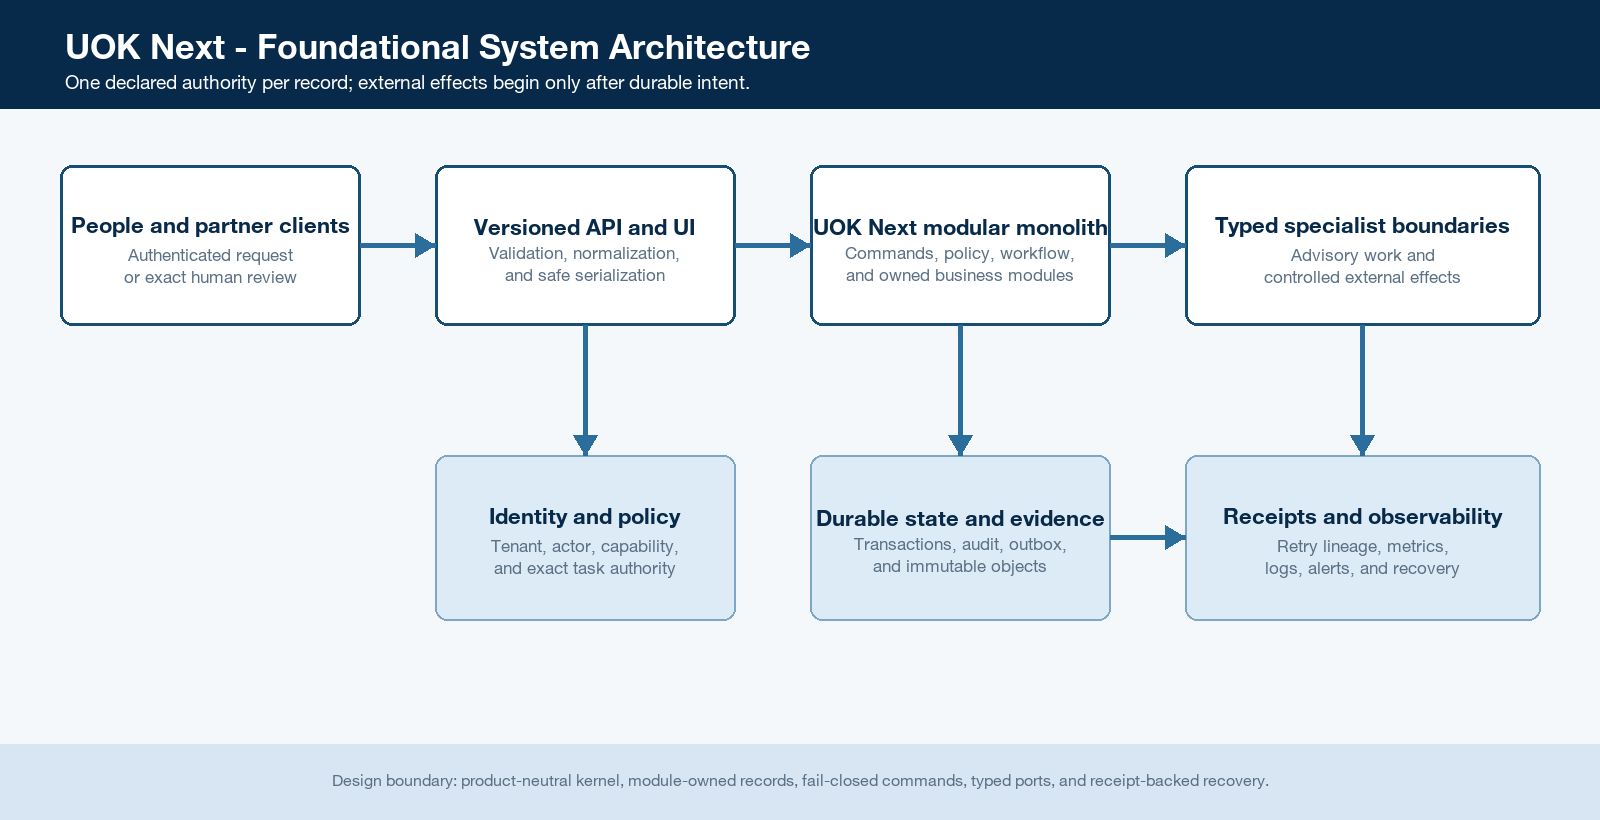 UOK Next - Foundational System Architecture
One declared authority per record; external effects begin only after durable intent.
People and partner clients
Authenticated request
or exact human review
Versioned API and UI
Validation, normalization,
and safe serialization
UOK Next modular monolith
Commands, policy, workflow,
and owned business modules
Typed specialist boundaries
Advisory work and
controlled external effects
Identity and policy
Tenant, actor, capability,
and exact task authority
Durable state and evidence
Transactions, audit, outbox,
and immutable objects
Receipts and observability
Retry lineage, metrics,
logs, alerts, and recovery
Design boundary: product-neutral kernel, module-owned records, fail-closed commands, typed ports, and receipt-backed recovery.